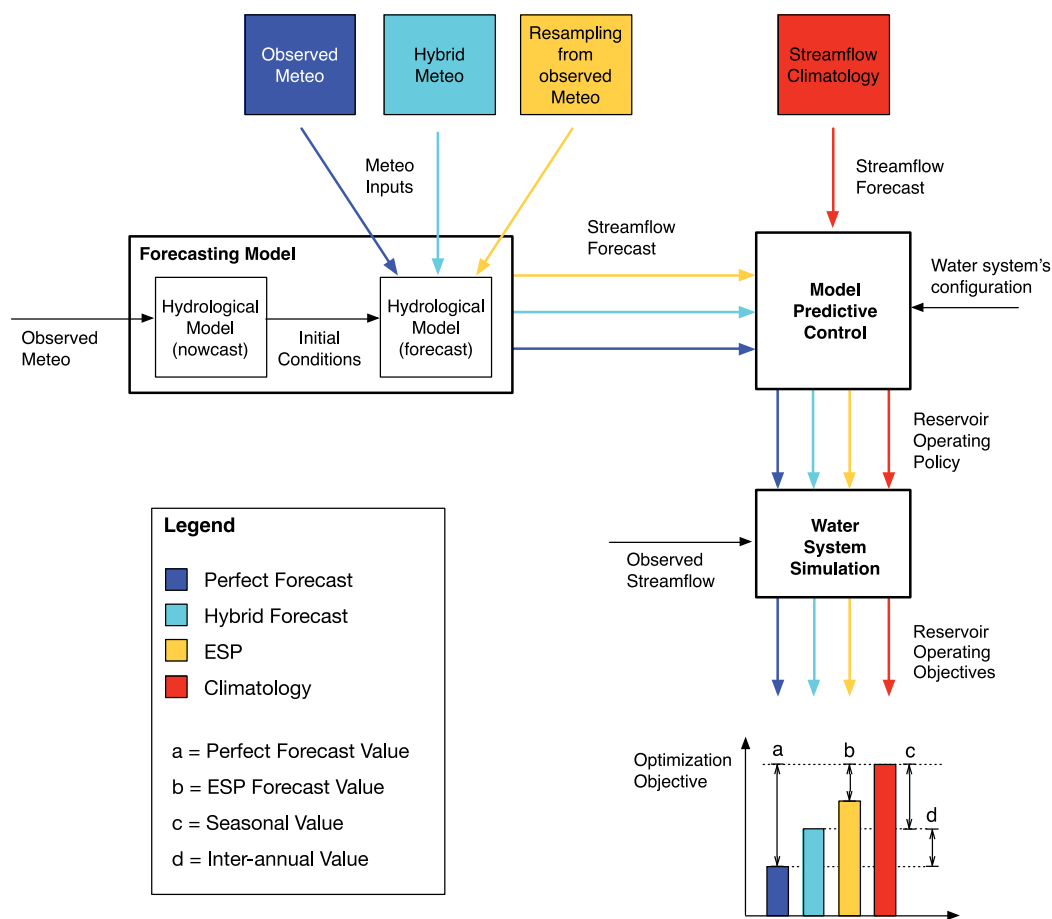 Observed
Meteo
Hybrid
Meteo
Resampling
from
observed
Meteo
Streamflow
Climatology
Meteo
Inputs
Streamflow
Forecast
Streamflow
Forecast
Forecasting Model
Hydrological
Model
(nowcast)
Hydrological
Model
(forecast)
Observed
Meteo
Initial
Conditions
Model
Predictive
Control
Water system's
configuration
Reservoir
Operating
Policy
Water
System
Simulation
Observed
Streamflow
Reservoir
Operating
Objectives
Legend
Perfect Forecast
Hybrid Forecast
ESP
Climatology
a = Perfect Forecast Value
b = ESP Forecast Value
c = Seasonal Value
d = Inter-annual Value
Optimization
Objective
a
b
c
d